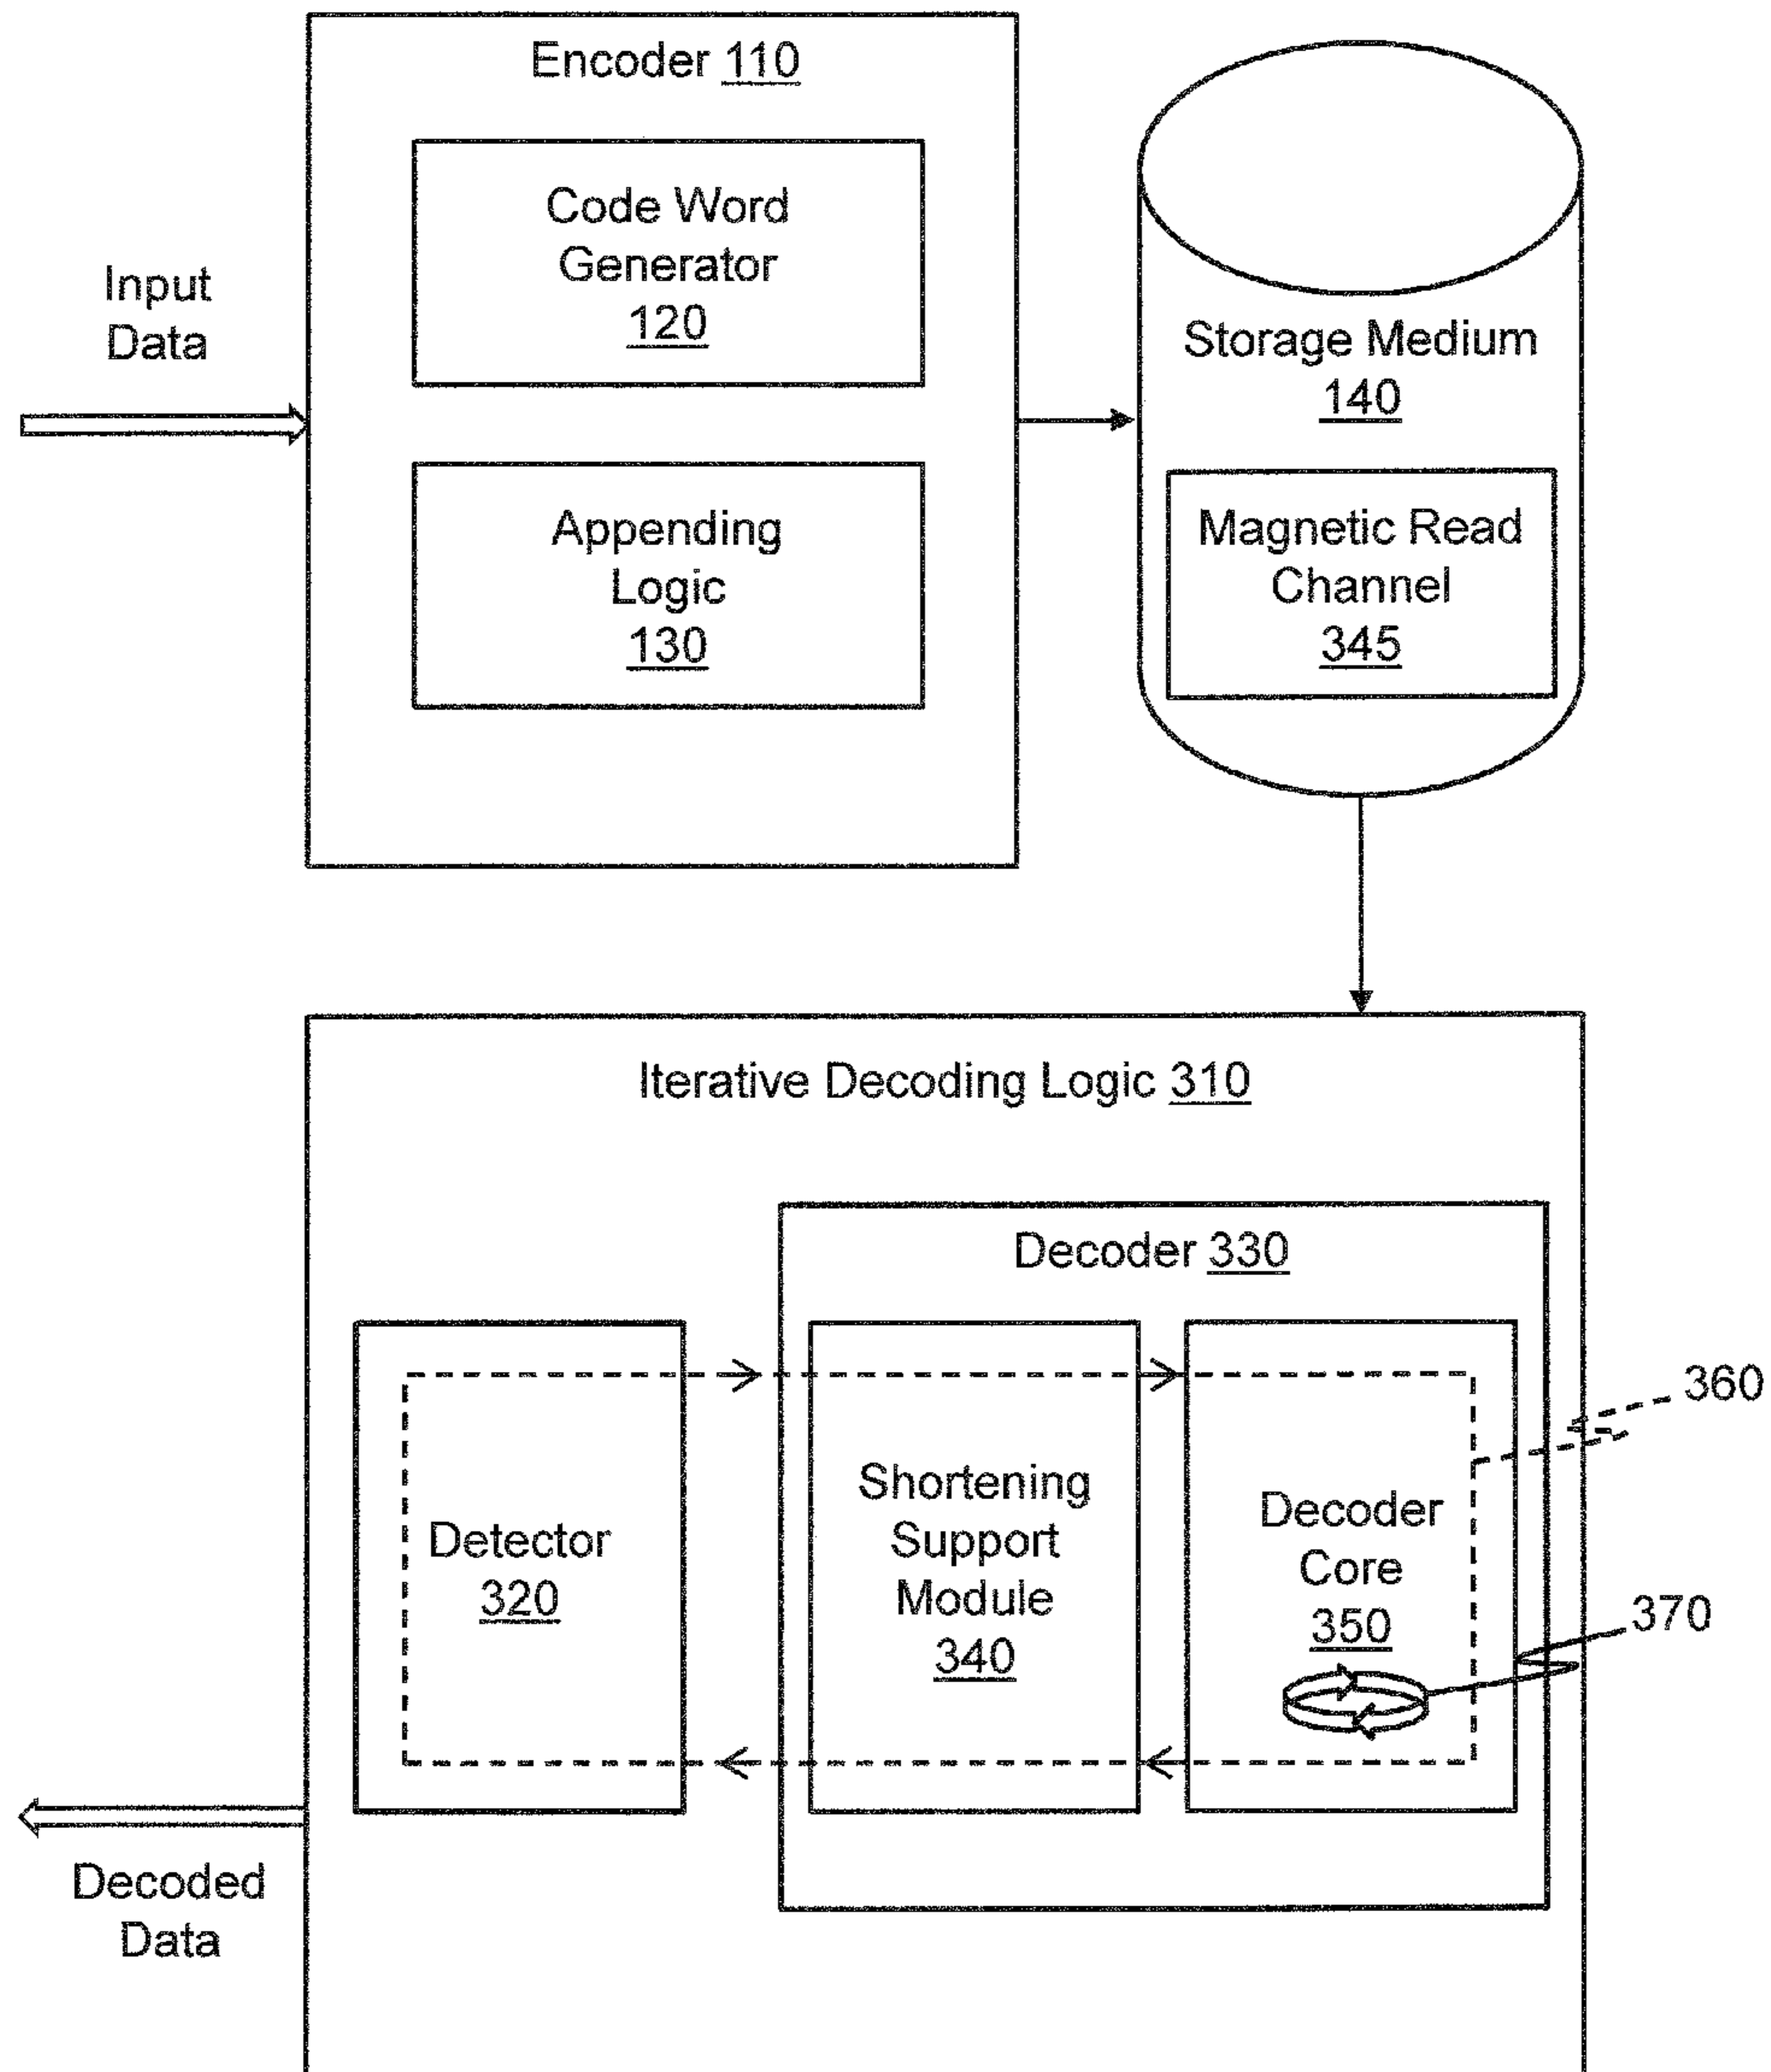 Encoder 110
Code Word
Generator
120
Input
Data
Appending
Logic
130
Storage Medium
140
Magnetic Read
Channel
345
Iterative Decoding Logic 310
Decoder 330
360
Detector
320
Shortening
Support
Module
340
Decoder
Core
350
370
Decoded
Data